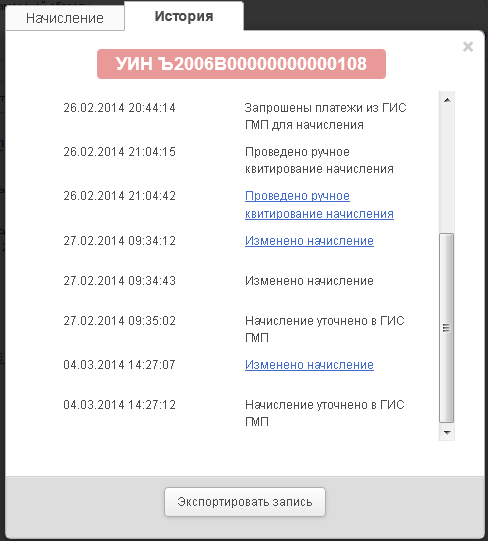 Начисление
История
УИН Ъ2006В00000000000108
26.02.2014 20:44:14
Запрошены платежи из ГИС
ГМП для начисления
26.02.2014 21:04:15
Проведено ручное
квитирование начисления
26.02.2014 21:04:42
Проведено ручное
квитирование начисления
27.02.2014 09:34:12
Изменено начисление
27.02.2014 09:34:43
Изменено начисление
27.02.2014 09:35:02
Начисление уточнено в ГИС
ГМП
04.03.2014 14:27:07
Изменено начисление
04.03.2014 14:27:12
Начисление уточнено в ГИС
ГМП
Экспортировать запись